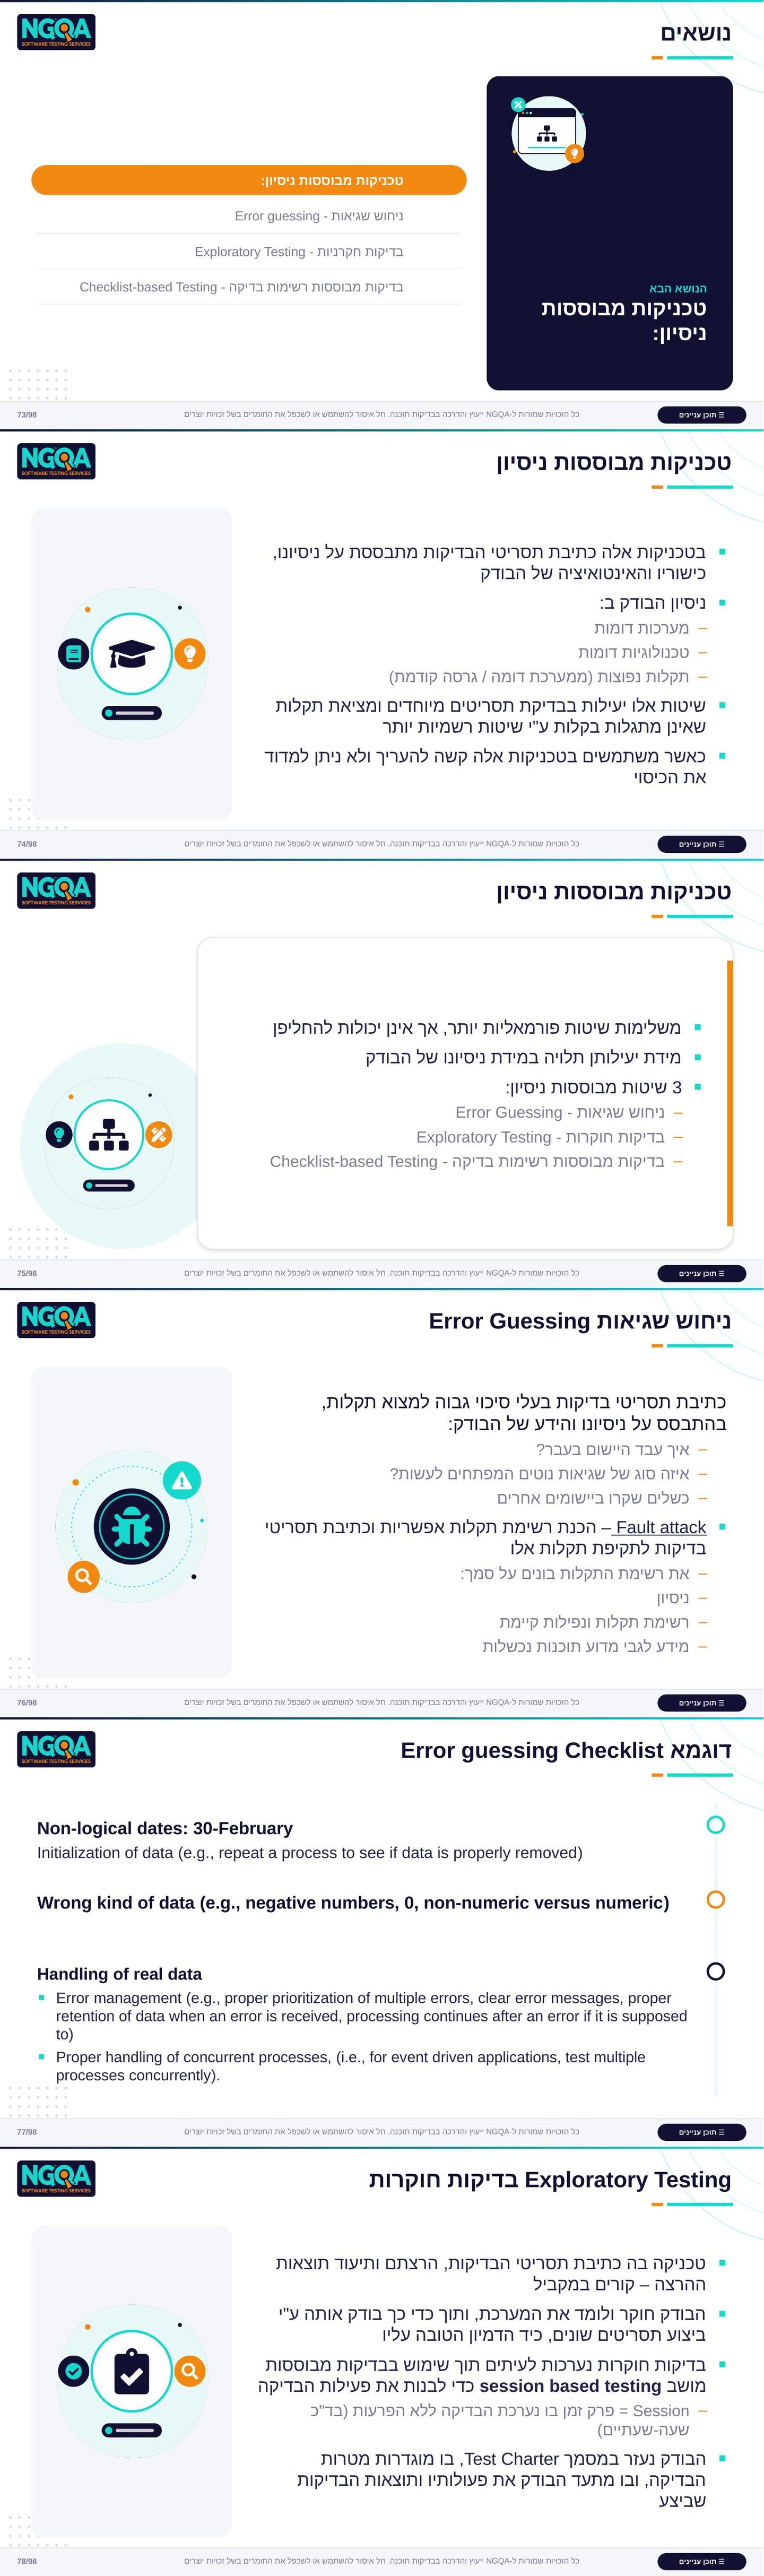 נושאים
NGQA
SOFTWARE TESTING SERVICES
הנושא הבא
טכניקות מבוססות
ניסיון:
טכניקות מבוססות ניסיון:
ניחוש שגיאות - Error guessing
בדיקות חקרניות - Exploratory Testing
בדיקות מבוססות רשימות בדיקה - Checklist-based Testing
☰ תוכן עניינים
כל הזכויות שמורות ל-NGQA ייעוץ והדרכה בבדיקות תוכנה. חל איסור להשתמש או לשכפל את החומרים בשל זכויות יוצרים
73/98
טכניקות מבוססות ניסיון
NGQA
SOFTWARE TESTING SERVICES
בטכניקות אלה כתיבת תסריטי הבדיקות מתבססת על ניסיונו,
כישוריו והאינטואיציה של הבודק
ניסיון הבודק ב:
– מערכות דומות
– טכנולוגיות דומות
– תקלות נפוצות (ממערכת דומה / גרסה קודמת)
שיטות אלו יעילות בבדיקת תסריטים מיוחדים ומציאת תקלות
שאינן מתגלות בקלות ע"י שיטות רשמיות יותר
כאשר משתמשים בטכניקות אלה קשה להעריך ולא ניתן למדוד
את הכיסוי
☰ תוכן עניינים
כל הזכויות שמורות ל-NGQA ייעוץ והדרכה בבדיקות תוכנה. חל איסור להשתמש או לשכפל את החומרים בשל זכויות יוצרים
74/98
טכניקות מבוססות ניסיון
NGQA
SOFTWARE TESTING SERVICES
משלימות שיטות פורמאליות יותר, אך אינן יכולות להחליפן
מידת יעילותן תלויה במידת ניסיונו של הבודק
3 שיטות מבוססות ניסיון:
– ניחוש שגיאות - Error Guessing
– בדיקות חוקרות - Exploratory Testing
– בדיקות מבוססות רשימות בדיקה - Checklist-based Testing
☰ תוכן עניינים
כל הזכויות שמורות ל-NGQA ייעוץ והדרכה בבדיקות תוכנה. חל איסור להשתמש או לשכפל את החומרים בשל זכויות יוצרים
75/98
ניחוש שגיאות Error Guessing
NGQA
SOFTWARE TESTING SERVICES
כתיבת תסריטי בדיקות בעלי סיכוי גבוה למצוא תקלות,
בהתבסס על ניסיונו והידע של הבודק:
– איך עבד היישום בעבר?
– איזה סוג של שגיאות נוטים המפתחים לעשות?
– כשלים שקרו ביישומים אחרים
Fault attack – הכנת רשימת תקלות אפשריות וכתיבת תסריטי
בדיקות לתקיפת תקלות אלו
– את רשימת התקלות בונים על סמך:
– ניסיון
– רשימת תקלות ונפילות קיימת
– מידע לגבי מדוע תוכנות נכשלות
☰ תוכן עניינים
כל הזכויות שמורות ל-NGQA ייעוץ והדרכה בבדיקות תוכנה. חל איסור להשתמש או לשכפל את החומרים בשל זכויות יוצרים
76/98
דוגמא Error guessing Checklist
NGQA
SOFTWARE TESTING SERVICES
Non-logical dates: 30-February
Initialization of data (e.g., repeat a process to see if data is properly removed)
Wrong kind of data (e.g., negative numbers, 0, non-numeric versus numeric)
Handling of real data
Error management (e.g., proper prioritization of multiple errors, clear error messages, proper
retention of data when an error is received, processing continues after an error if it is supposed
to)
Proper handling of concurrent processes, (i.e., for event driven applications, test multiple
processes concurrently).
☰ תוכן עניינים
כל הזכויות שמורות ל-NGQA ייעוץ והדרכה בבדיקות תוכנה. חל איסור להשתמש או לשכפל את החומרים בשל זכויות יוצרים
77/98
Exploratory Testing בדיקות חוקרות
NGQA
SOFTWARE TESTING SERVICES
טכניקה בה כתיבת תסריטי הבדיקות, הרצתם ותיעוד תוצאות
ההרצה – קורים במקביל
הבודק חוקר ולומד את המערכת, ותוך כדי כך בודק אותה ע"י
ביצוע תסריטים שונים, כיד הדמיון הטובה עליו
בדיקות חוקרות נערכות לעיתים תוך שימוש בבדיקות מבוססות
מושב session based testing כדי לבנות את פעילות הבדיקה
– Session = פרק זמן בו נערכת הבדיקה ללא הפרעות (בד"כ
שעה-שעתיים)
הבודק נעזר במסמך Test Charter, בו מוגדרות מטרות
הבדיקה, ובו מתעד הבודק את פעולותיו ותוצאות הבדיקות
שביצע
☰ תוכן עניינים
כל הזכויות שמורות ל-NGQA ייעוץ והדרכה בבדיקות תוכנה. חל איסור להשתמש או לשכפל את החומרים בשל זכויות יוצרים
78/98